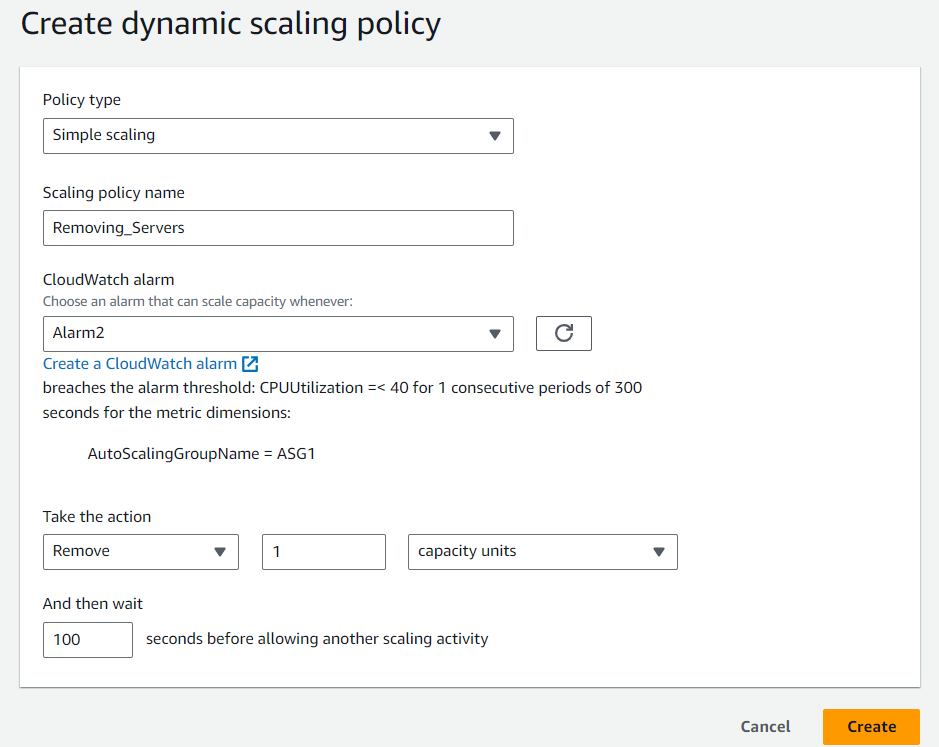 Create dynamic scaling policy
Policy type
Simple scaling
Scaling policy name
Removing_Servers
CloudWatch alarm
Choose an alarm that can scale capacity whenever:
Alarm2
Create a CloudWatch alarm
breaches the alarm threshold: CPUUtilization =< 40 for 1 consecutive periods of 300
seconds for the metric dimensions:
AutoScalingGroupName = ASG1
Take the action
Remove 1 capacity units
And then wait
100 seconds before allowing another scaling activity
Cancel Create